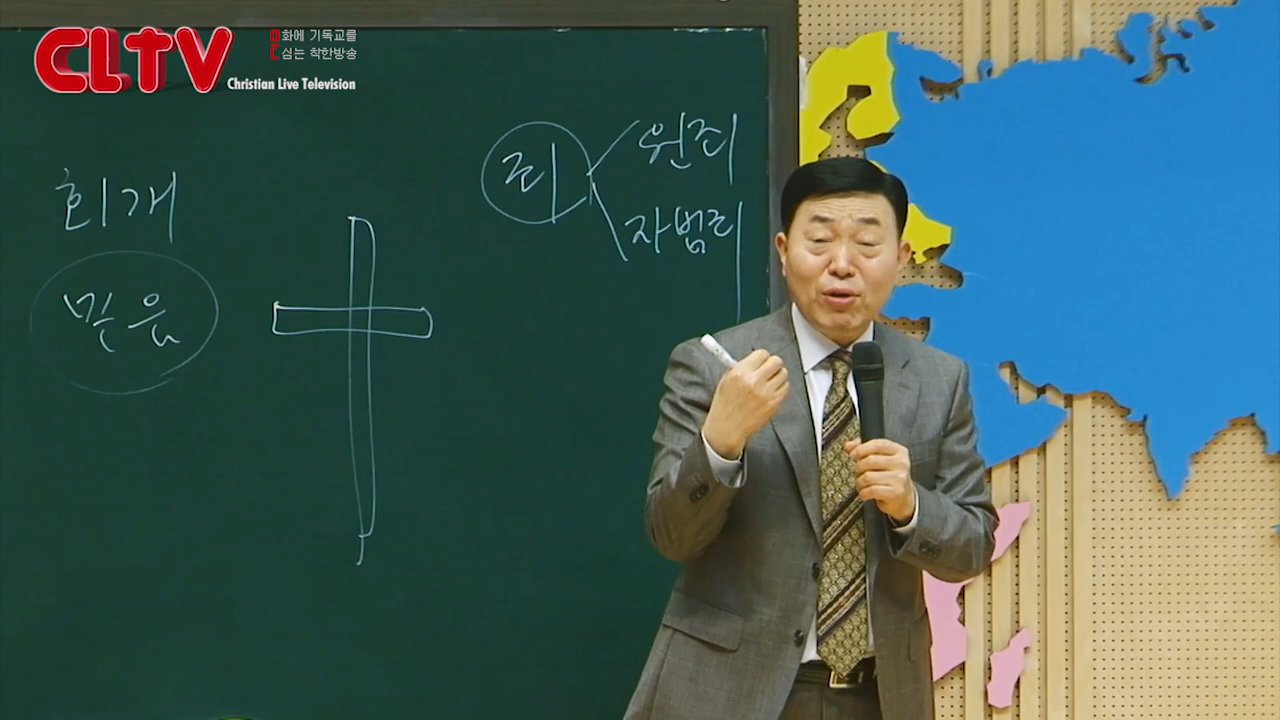 CLTV
문화에 기독교를
심는 착한방송
Christian Live Television
회개
믿음
죄
원죄
자범죄